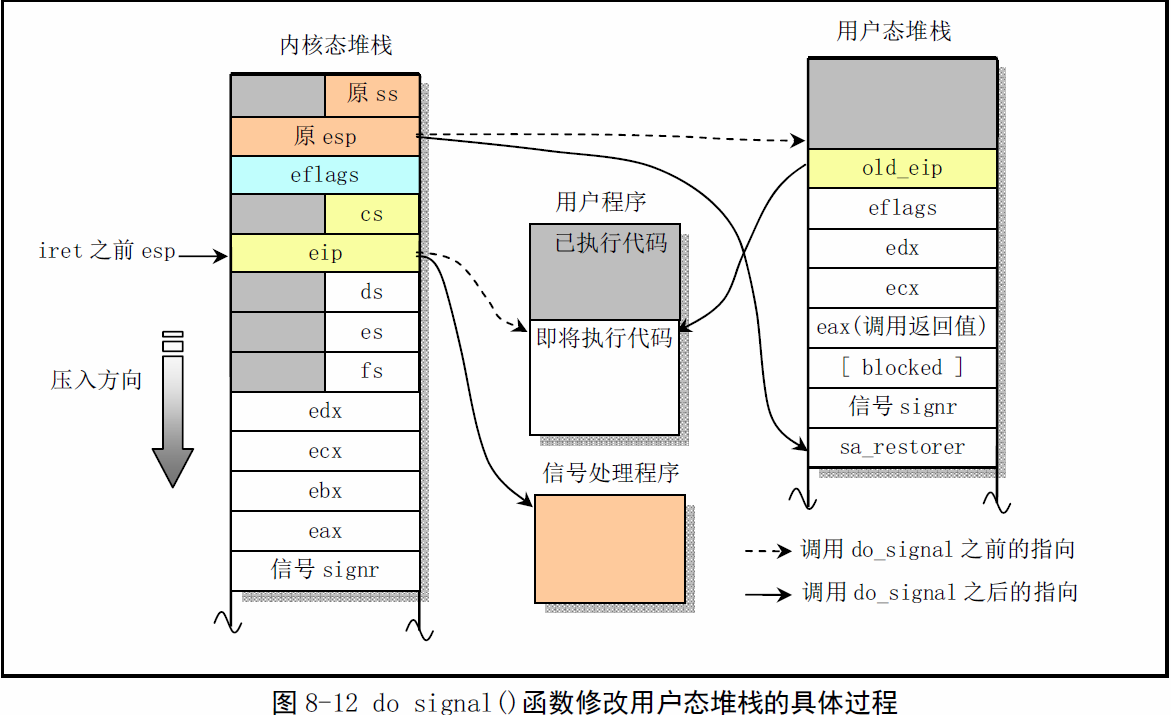 内核态堆栈
原 ss
原 esp
eflags
cs
iret 之前 esp
eip
ds
es
fs
压入方向
edx
ecx
ebx
eax
信号 signr
用户程序
已执行代码
即将执行代码
信号处理程序
用户态堆栈
old_eip
eflags
edx
ecx
eax(调用返回值)
[ blocked ]
信号 signr
sa_restorer
调用 do_signal 之前的指向
调用 do_signal 之后的指向
图 8-12 do signal()函数修改用户态堆栈的具体过程